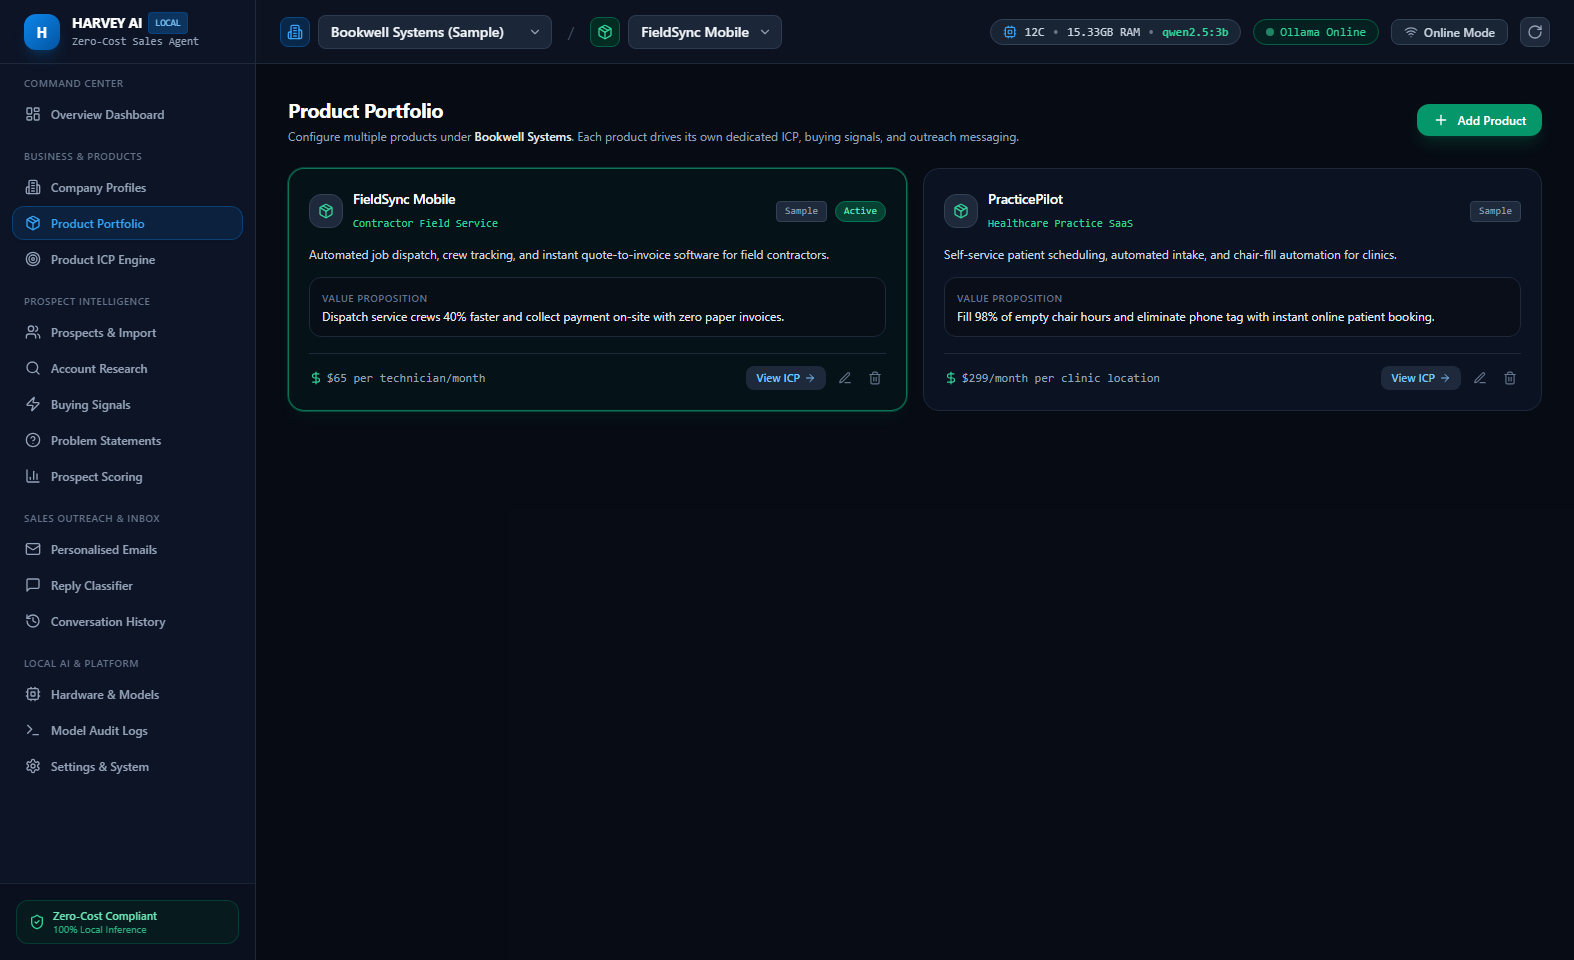 H
HARVEY AI LOCAL
Zero-Cost Sales Agent
Bookwell Systems (Sample)
/
FieldSync Mobile
12C • 15.33GB RAM • qwen2.5:3b
Ollama Online
Online Mode
COMMAND CENTER
Overview Dashboard
BUSINESS & PRODUCTS
Company Profiles
Product Portfolio
Product ICP Engine
PROSPECT INTELLIGENCE
Prospects & Import
Account Research
Buying Signals
Problem Statements
Prospect Scoring
SALES OUTREACH & INBOX
Personalised Emails
Reply Classifier
Conversation History
LOCAL AI & PLATFORM
Hardware & Models
Model Audit Logs
Settings & System
Zero-Cost Compliant
100% Local Inference
Product Portfolio
Configure multiple products under Bookwell Systems. Each product drives its own dedicated ICP, buying signals, and outreach messaging.
+ Add Product
FieldSync Mobile
Contractor Field Service
Sample
Active
Automated job dispatch, crew tracking, and instant quote-to-invoice software for field contractors.
VALUE PROPOSITION
Dispatch service crews 40% faster and collect payment on-site with zero paper invoices.
$ $65 per technician/month
View ICP →
PracticePilot
Healthcare Practice SaaS
Sample
Self-service patient scheduling, automated intake, and chair-fill automation for clinics.
VALUE PROPOSITION
Fill 98% of empty chair hours and eliminate phone tag with instant online patient booking.
$ $299/month per clinic location
View ICP →